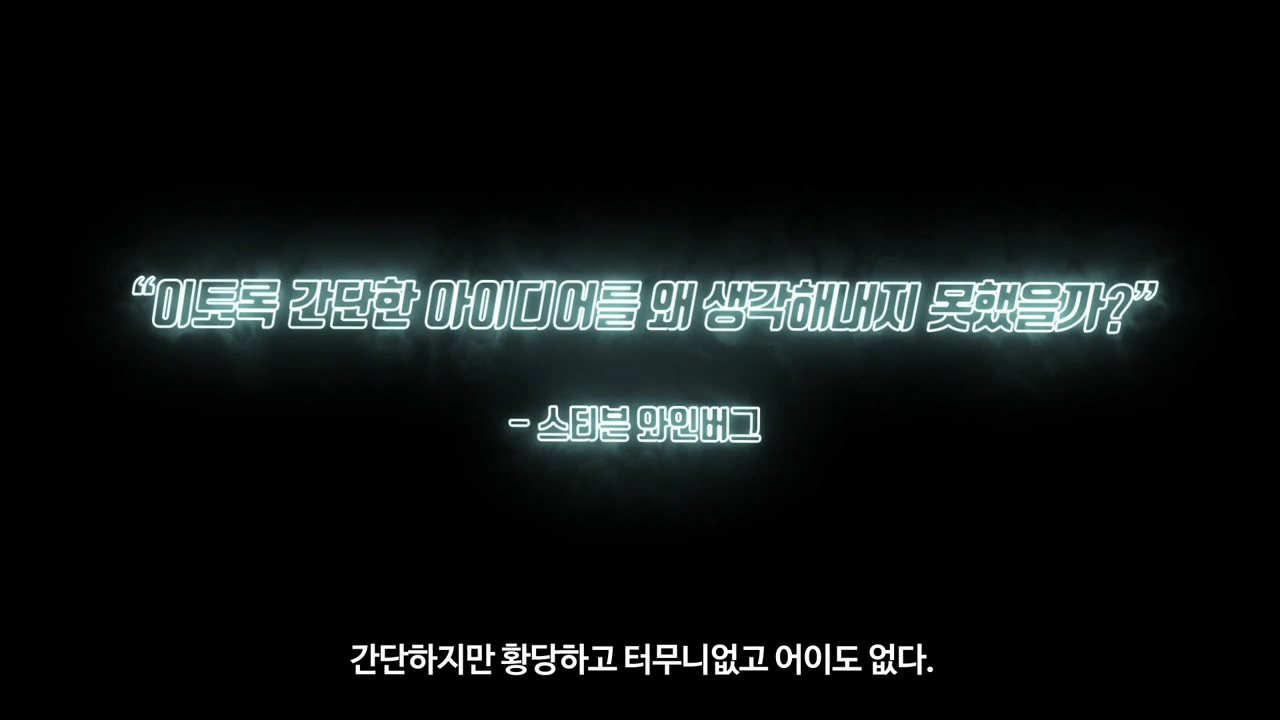 “이토록 간단한 아이디어를 왜 생각해내지 못했을까?”
- 스티븐 와인버그
간단하지만 황당하고 터무니없고 어이도 없다.